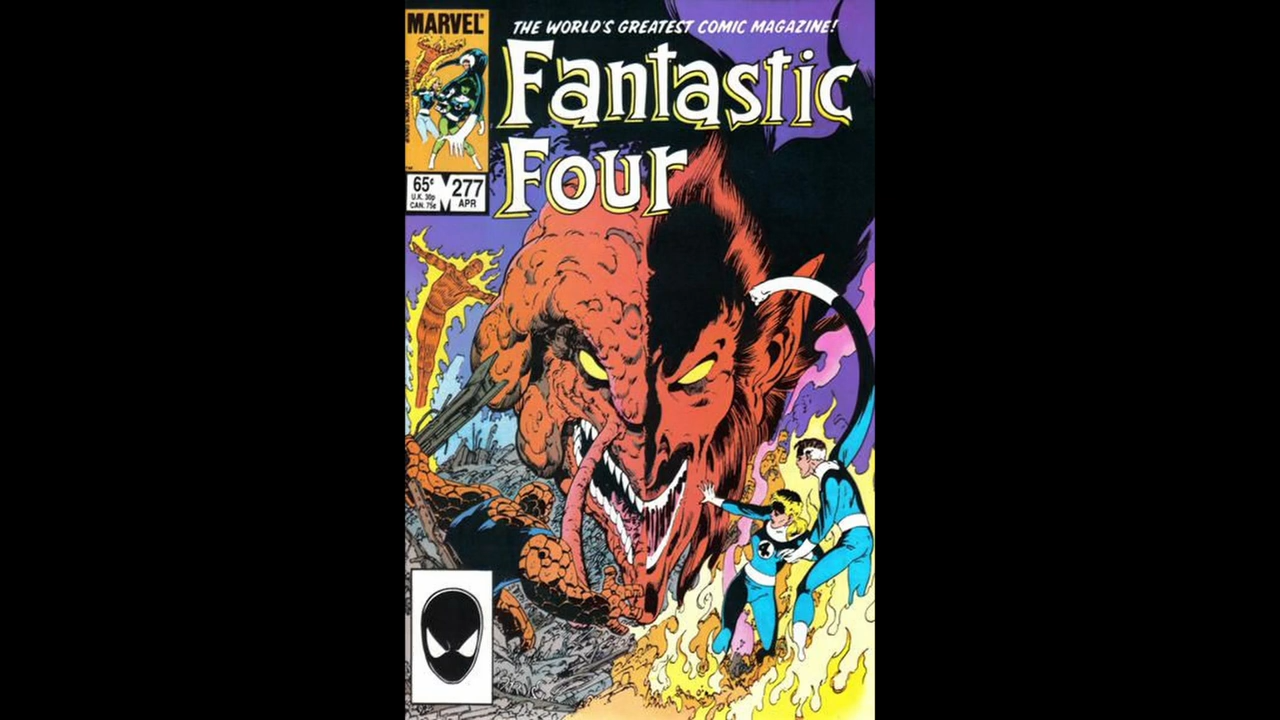 MARVEL®
THE WORLD'S GREATEST COMIC MAGAZINE!
Fantastic
Four
65¢
U.K. 30p
CAN. 75¢
277
APR